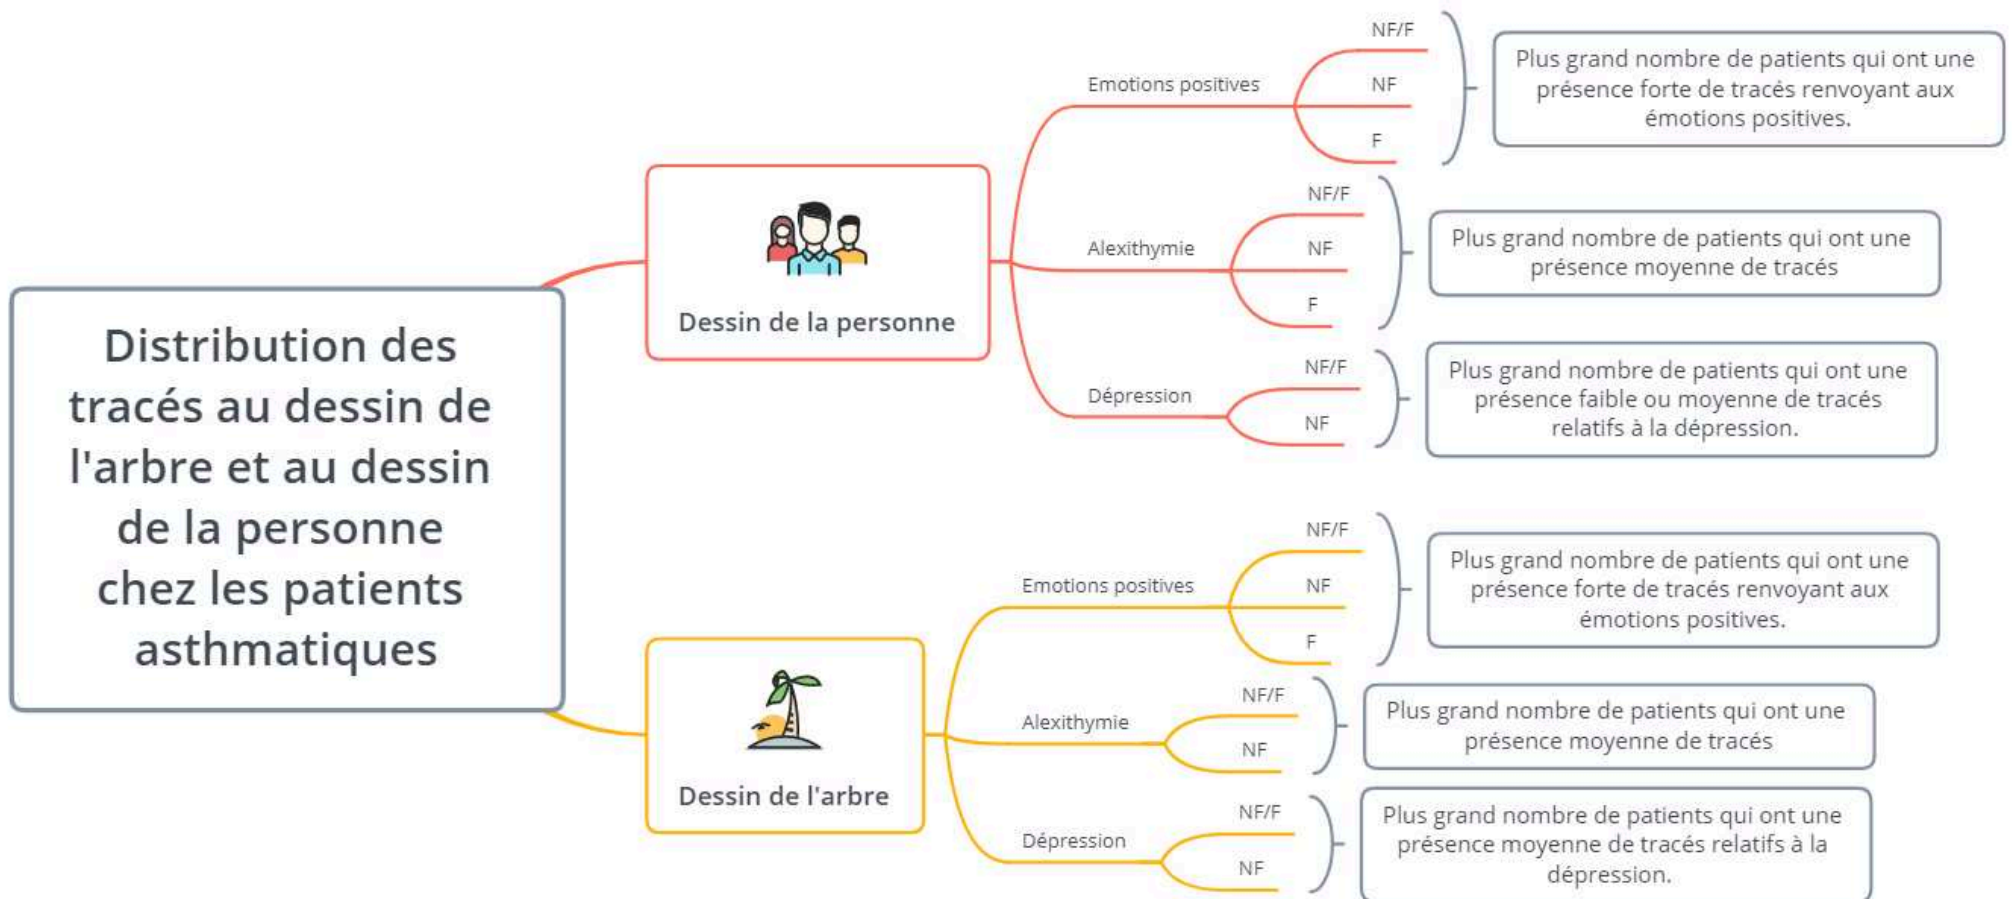 Distribution des
tracés au dessin de
l'arbre et au dessin
de la personne
chez les patients
asthmatiques
Dessin de la personne
Emotions positives
NF/F
NF
F
Plus grand nombre de patients qui ont une
présence forte de tracés renvoyant aux
émotions positives.
Alexithymie
NF/F
NF
F
Plus grand nombre de patients qui ont une
présence moyenne de tracés
Dépression
NF/F
NF
Plus grand nombre de patients qui ont une
présence faible ou moyenne de tracés
relatifs à la dépression.
Dessin de l'arbre
Emotions positives
NF/F
NF
F
Plus grand nombre de patients qui ont une
présence forte de tracés renvoyant aux
émotions positives.
Alexithymie
NF/F
NF
Plus grand nombre de patients qui ont une
présence moyenne de tracés
Dépression
NF/F
NF
Plus grand nombre de patients qui ont une
présence moyenne de tracés relatifs à la
dépression.